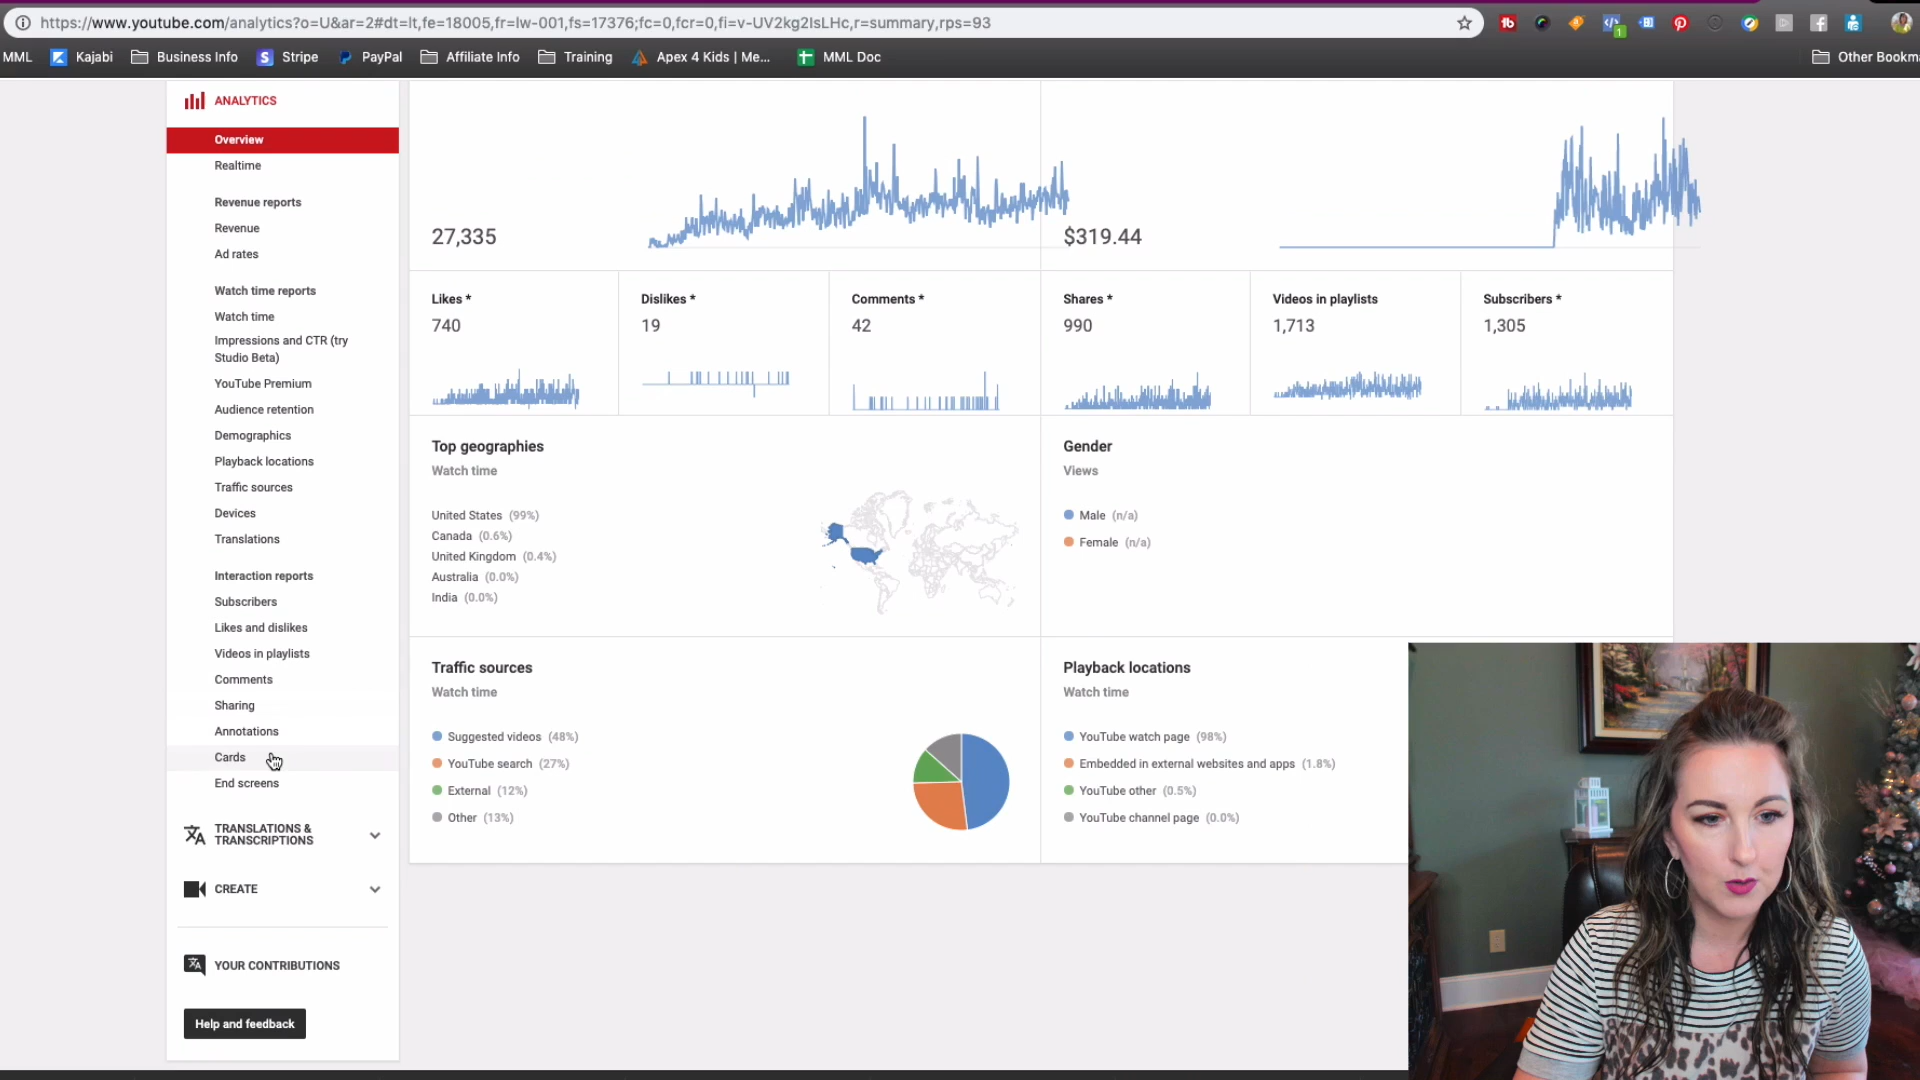 https://www.youtube.com/analytics?o=U&ar=2#dt=lt,fe=18005,fr=lw-001,fs=17376;fc=0,fcr=0,fi=v-UV2kg2IsLHc,r=summary,rps=93
MML Kajabi Business Info Stripe PayPal Affiliate Info Training Apex 4 Kids | Me... MML Doc Other Bookma
ANALYTICS
Overview
Realtime
Revenue reports
Revenue
Ad rates
Watch time reports
Watch time
Impressions and CTR (try
Studio Beta)
YouTube Premium
Audience retention
Demographics
Playback locations
Traffic sources
Devices
Translations
Interaction reports
Subscribers
Likes and dislikes
Videos in playlists
Comments
Sharing
Annotations
Cards
End screens
TRANSLATIONS &
TRANSCRIPTIONS
CREATE
YOUR CONTRIBUTIONS
Help and feedback
27,335
$319.44
Likes *
740
Dislikes *
19
Comments *
42
Shares *
990
Videos in playlists
1,713
Subscribers *
1,305
Top geographies
Watch time
United States (99%)
Canada (0.6%)
United Kingdom (0.4%)
Australia (0.0%)
India (0.0%)
Gender
Views
Male (n/a)
Female (n/a)
Traffic sources
Watch time
Suggested videos (48%)
YouTube search (27%)
External (12%)
Other (13%)
Playback locations
Watch time
YouTube watch page (98%)
Embedded in external websites and apps (1.8%)
YouTube other (0.5%)
YouTube channel page (0.0%)